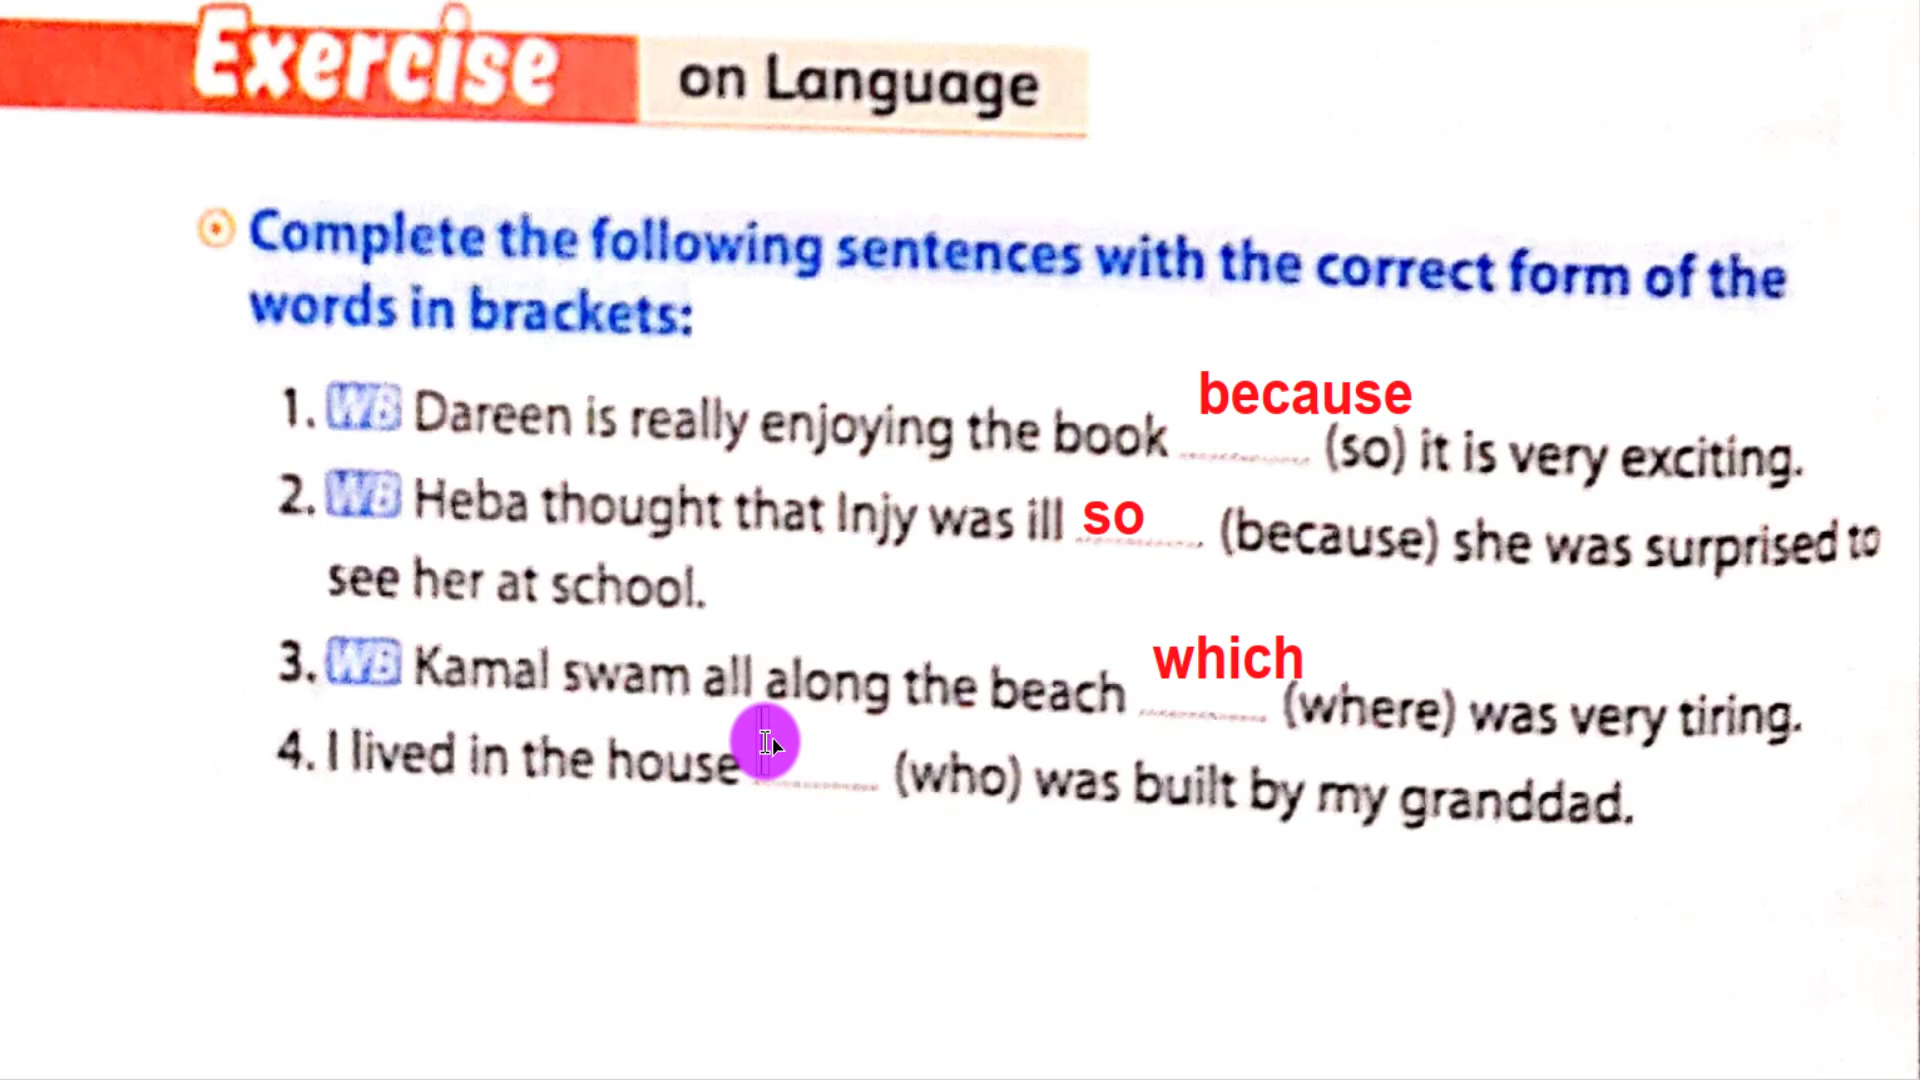 Exercise on Language
Complete the following sentences with the correct form of the
words in brackets:
because
1. WB Dareen is really enjoying the book ............ (so) it is very exciting.
2. WB Heba thought that Injy was ill so ............ (because) she was surprised to
see her at school.
which
3. WB Kamal swam all along the beach ............ (where) was very tiring.
4. I lived in the house ............ (who) was built by my granddad.